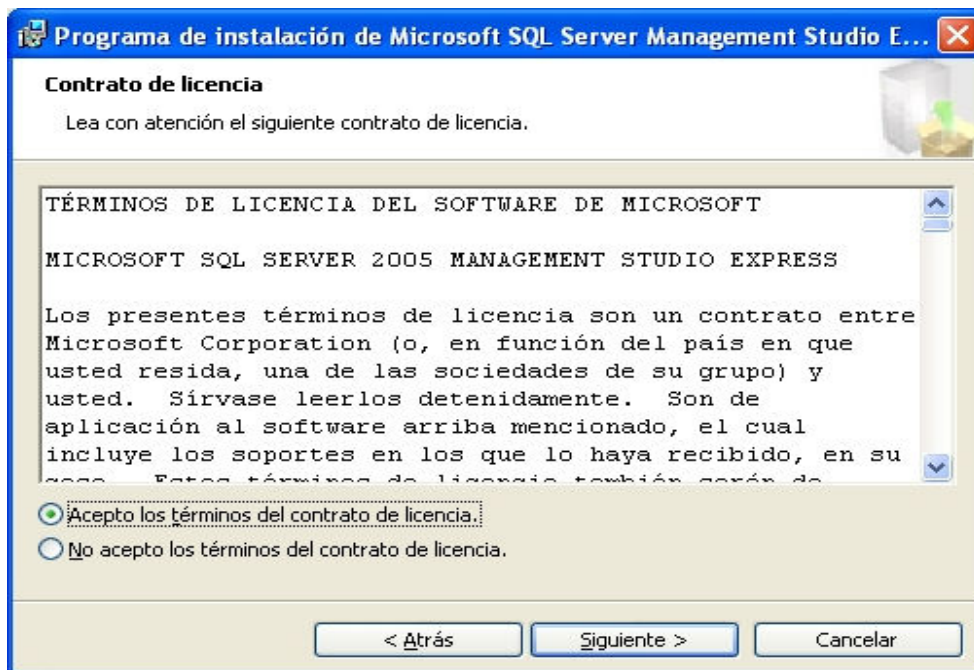 Programa de instalación de Microsoft SQL Server Management Studio E...
Contrato de licencia
Lea con atención el siguiente contrato de licencia.
TÉRMINOS DE LICENCIA DEL SOFTWARE DE MICROSOFT
MICROSOFT SQL SERVER 2005 MANAGEMENT STUDIO EXPRESS
Los presentes términos de licencia son un contrato entre
Microsoft Corporation (o, en función del país en que
usted resida, una de las sociedades de su grupo) y
usted.  Sírvase leerlos detenidamente.  Son de
aplicación al software arriba mencionado, el cual
incluye los soportes en los que lo haya recibido, en su
Acepto los términos del contrato de licencia.
No acepto los términos del contrato de licencia.
< Atrás
Siguiente >
Cancelar